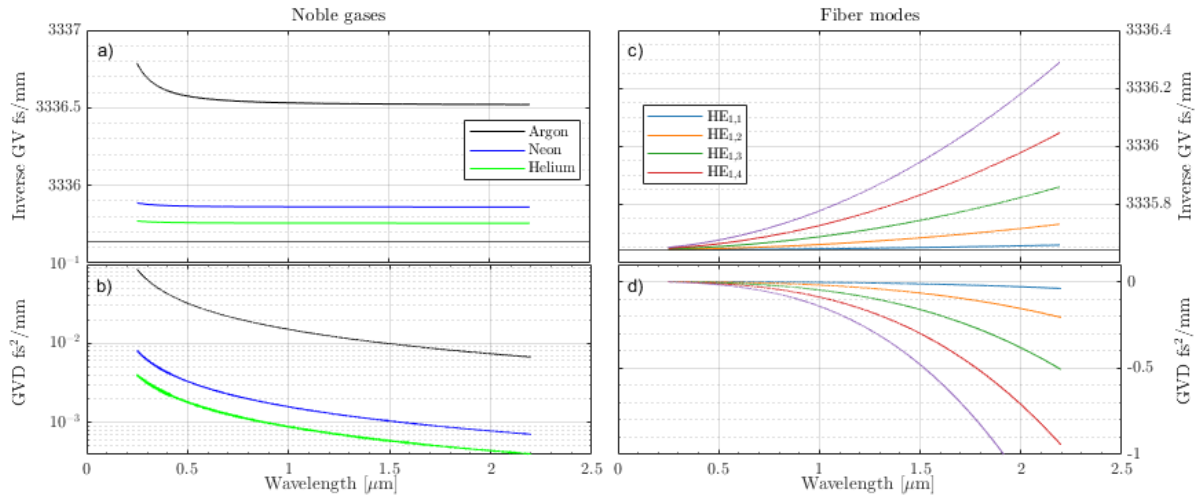 Noble gases
a)
Inverse GV fs/mm
3337
3336.5
3336
Argon
Neon
Helium
b)
GVD fs²/mm
10⁻¹
10⁻²
10⁻³
0
0.5
1
1.5
2
2.5
Wavelength [μm]
Fiber modes
c)
HE₁,₁
HE₁,₂
HE₁,₃
HE₁,₄
3336.4
3336.2
3336
3335.8
Inverse GV fs/mm
d)
0
-0.5
-1
GVD fs²/mm
0
0.5
1
1.5
2
2.5
Wavelength [μm]